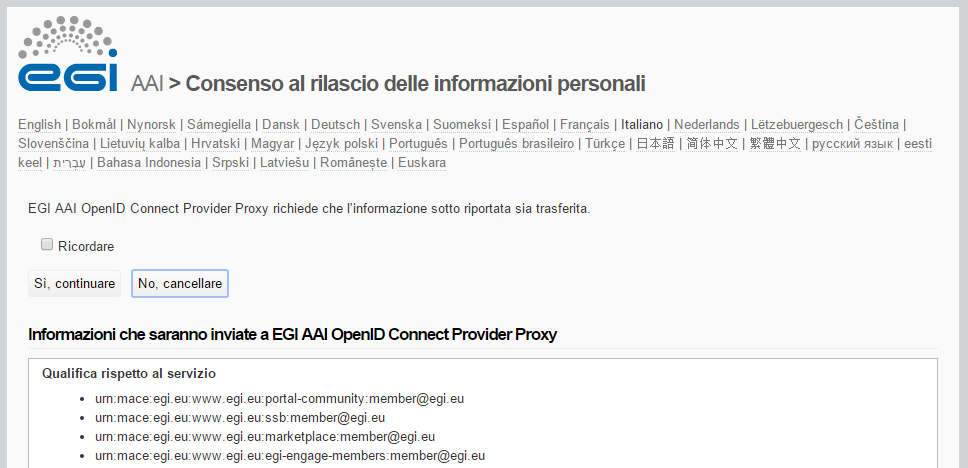 egi AAI > Consenso al rilascio delle informazioni personali
English | Bokmål | Nynorsk | Sámegiella | Dansk | Deutsch | Svenska | Suomeksi | Español | Français | Italiano | Nederlands | Lëtzebuergesch | Čeština |
Slovenščina | Lietuvių kalba | Hrvatski | Magyar | Język polski | Português | Português brasileiro | Türkçe | 日本語 | 简体中文 | 繁體中文 | русский язык | eesti
keel | עִבְרִית | Bahasa Indonesia | Srpski | Latviešu | Românește | Euskara
EGI AAI OpenID Connect Provider Proxy richiede che l'informazione sotto riportata sia trasferita.
Ricordare
Sì, continuare No, cancellare
Informazioni che saranno inviate a EGI AAI OpenID Connect Provider Proxy
Qualifica rispetto al servizio
• urn:mace:egi.eu:www.egi.eu:portal-community:member@egi.eu
• urn:mace:egi.eu:www.egi.eu:ssb:member@egi.eu
• urn:mace:egi.eu:www.egi.eu:marketplace:member@egi.eu
• urn:mace:egi.eu:www.egi.eu:egi-engage-members:member@egi.eu